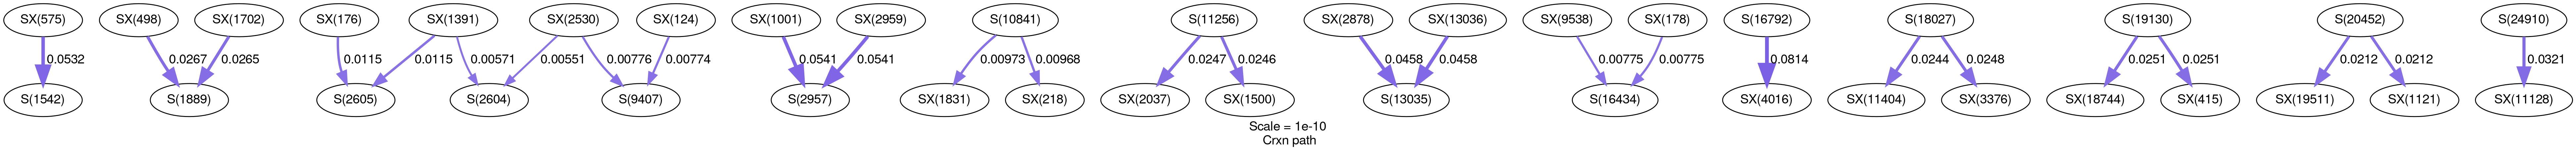 SX(575) SX(498) SX(1702) SX(176) SX(1391) SX(2530) SX(124) SX(1001) SX(2959) S(10841) S(11256) SX(2878) SX(13036) SX(9538) SX(178) S(16792) S(18027) S(19130) S(20452) S(24910)
0.0532 0.0267 0.0265 0.0115 0.0115 0.00571 0.00551 0.00776 0.00774 0.0541 0.0541 0.00973 0.00968 0.0247 0.0246 0.0458 0.0458 0.00775 0.00775 0.0814 0.0244 0.0248 0.0251 0.0251 0.0212 0.0212 0.0321
S(1542) S(1889) S(2605) S(2604) S(9407) S(2957) SX(1831) SX(218) SX(2037) SX(1500) S(13035) S(16434) SX(4016) SX(11404) SX(3376) SX(18744) SX(415) SX(19511) SX(1121) SX(11128)
Scale = 1e-10
Crxn path